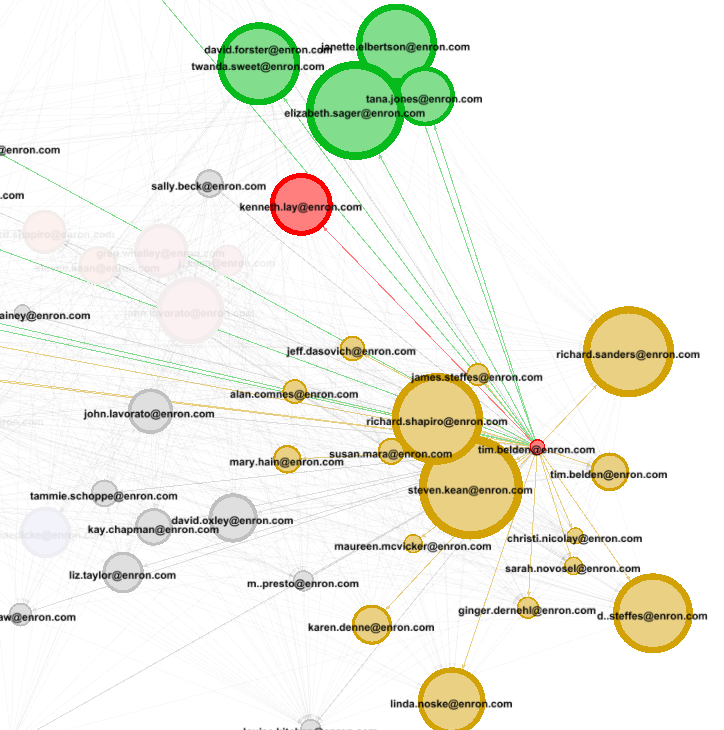 janette.elbertson@enron.com
david.forster@enron.com
twanda.sweet@enron.com
tana.jones@enron.com
elizabeth.sager@enron.com
@enron.com
sally.beck@enron.com
.com
kenneth.lay@enron.com
ainey@enron.com
jeff.dasovich@enron.com
richard.sanders@enron.com
james.steffes@enron.com
alan.comnes@enron.com
john.lavorato@enron.com
richard.shapiro@enron.com
tim.belden@enron.com
susan.mara@enron.com
mary.hain@enron.com
tim.belden@enron.com
steven.kean@enron.com
tammie.schoppe@enron.com
david.oxley@enron.com
kay.chapman@enron.com
christi.nicolay@enron.com
maureen.mcvicker@enron.com
sarah.novosel@enron.com
liz.taylor@enron.com
m..presto@enron.com
ginger.dernehl@enron.com
aw@enron.com
d..steffes@enron.com
karen.denne@enron.com
linda.noske@enron.com